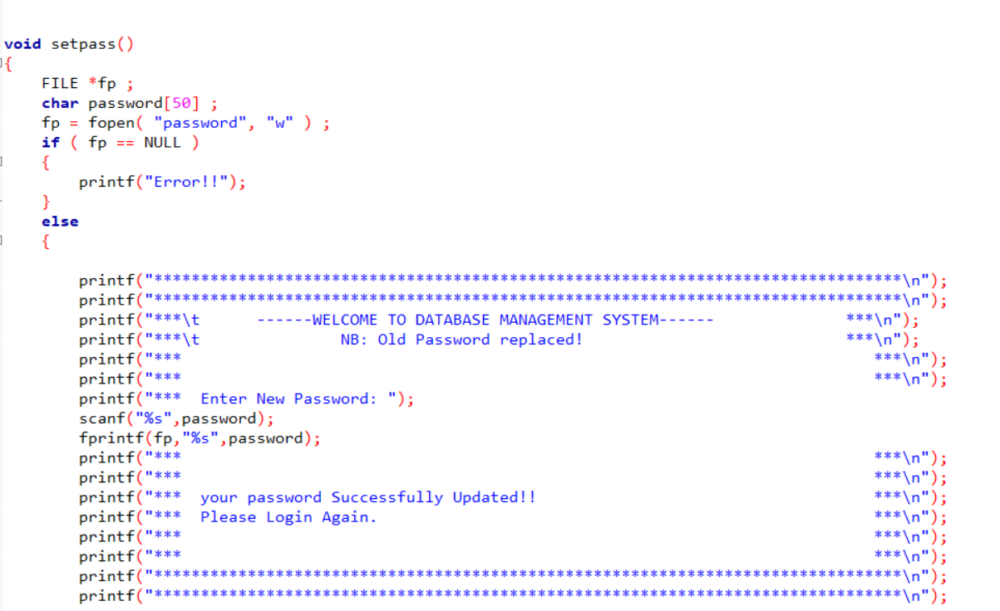 void setpass()
{
    FILE *fp ;
    char password[50] ;
    fp = fopen( "password", "w" ) ;
    if ( fp == NULL )
    {
        printf("Error!!");
    }
    else
    {

        printf("********************************************************************************\n");
        printf("********************************************************************************\n");
        printf("***\t      ------WELCOME TO DATABASE MANAGEMENT SYSTEM------              ***\n");
        printf("***\t               NB: Old Password replaced!                            ***\n");
        printf("***                                                                          ***\n");
        printf("***                                                                          ***\n");
        printf("***  Enter New Password: ");
        scanf("%s",password);
        fprintf(fp,"%s",password);
        printf("***                                                                          ***\n");
        printf("***                                                                          ***\n");
        printf("***  your password Successfully Updated!!                                    ***\n");
        printf("***  Please Login Again.                                                     ***\n");
        printf("***                                                                          ***\n");
        printf("***                                                                          ***\n");
        printf("********************************************************************************\n");
        printf("********************************************************************************\n");